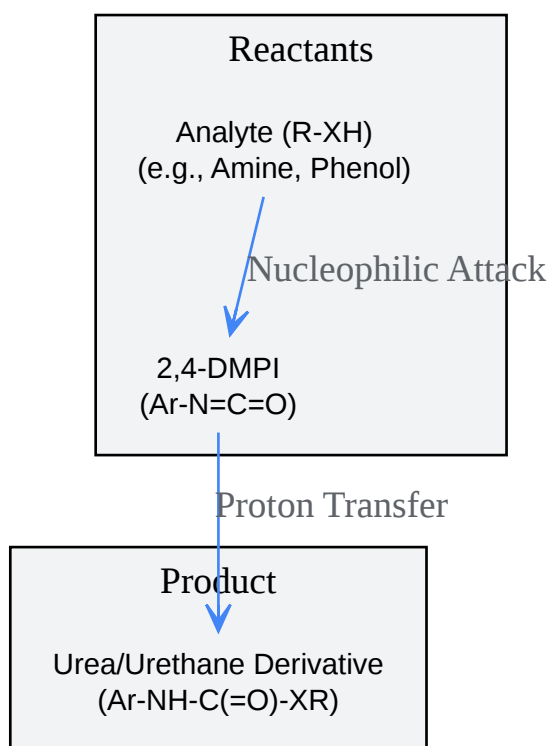 Reactants
Analyte (R-XH)
(e.g., Amine, Phenol)
Nucleophilic Attack
2,4-DMPI
(Ar-N=C=O)
Proton Transfer
Product
Urea/Urethane Derivative
(Ar-NH-C(=O)-XR)